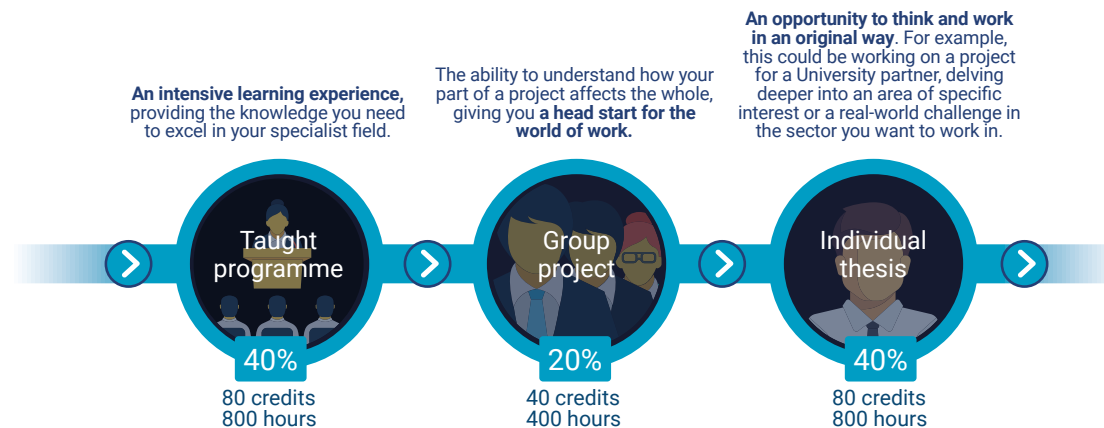 An intensive learning experience,
providing the knowledge you need
to excel in your specialist field.
Taught
programme
40%
80 credits
800 hours
The ability to understand how your
part of a project affects the whole,
giving you a head start for the
world of work.
Group
project
20%
40 credits
400 hours
An opportunity to think and work
in an original way. For example,
this could be working on a project
for a University partner, delving
deeper into an area of specific
interest or a real-world challenge in
the sector you want to work in.
Individual
thesis
40%
80 credits
800 hours